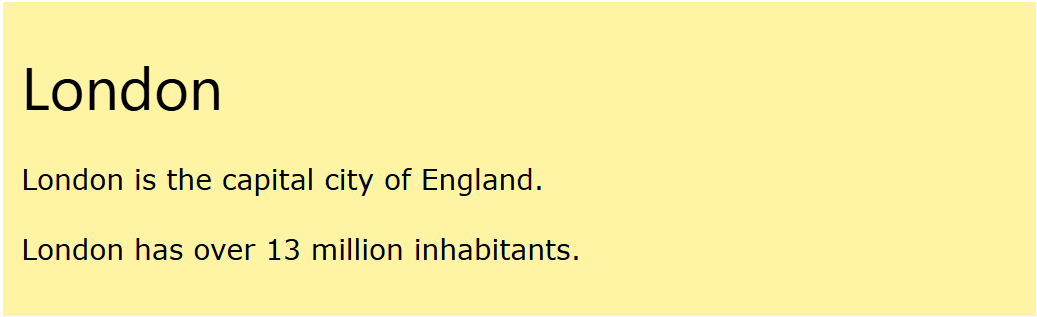 London
London is the capital city of England.
London has over 13 million inhabitants.